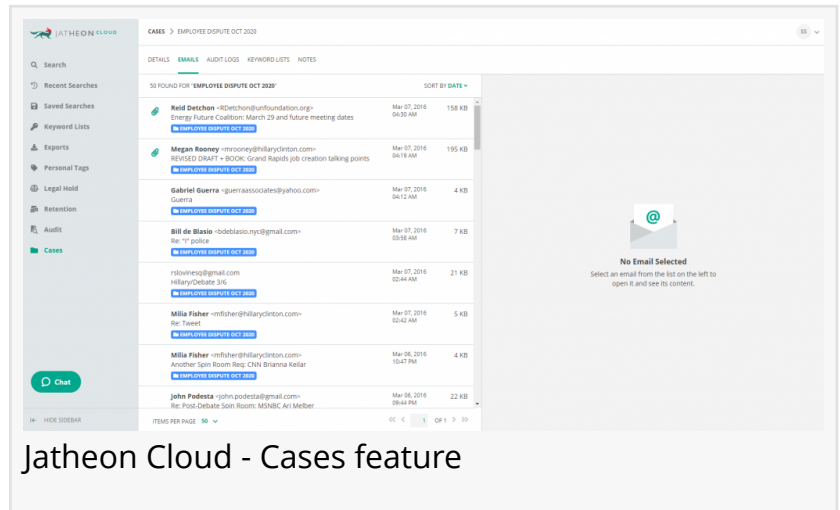 JATHEON CLOUD
CASES > EMPLOYEE DISPUTE OCT 2020
SS
DETAILS EMAILS AUDIT LOGS KEYWORD LISTS NOTES
Search
Recent Searches
Saved Searches
Keyword Lists
Exports
Personal Tags
Legal Hold
Retention
Audit
Cases
Chat
HIDE SIDEBAR
50 FOUND FOR "EMPLOYEE DISPUTE OCT 2020" SORT BY DATE
Reid Detchon <RDetchon@unfoundation.org> Mar 07, 2016 158 KB
Energy Future Coalition: March 29 and future meeting dates 04:30 AM
EMPLOYEE DISPUTE OCT 2020
Megan Rooney <mrooney@hillaryclinton.com> Mar 07, 2016 195 KB
REVISED DRAFT + BOOK: Grand Rapids job creation talking points 04:18 AM
EMPLOYEE DISPUTE OCT 2020
Gabriel Guerra <guerraassociates@yahoo.com> Mar 07, 2016 4 KB
Guerra 04:12 AM
EMPLOYEE DISPUTE OCT 2020
Bill de Blasio <bdeblasio.nyc@gmail.com> Mar 07, 2016 7 KB
Re: "I" police 03:58 AM
EMPLOYEE DISPUTE OCT 2020
rslovinesq@gmail.com Mar 07, 2016 21 KB
Hillary/Debate 3/6 02:44 AM
EMPLOYEE DISPUTE OCT 2020
Milia Fisher <mfisher@hillaryclinton.com> Mar 07, 2016 5 KB
Re: Tweet 02:42 AM
EMPLOYEE DISPUTE OCT 2020
Milia Fisher <mfisher@hillaryclinton.com> Mar 06, 2016 4 KB
Another Spin Room Req: CNN Brianna Keilar 10:47 PM
EMPLOYEE DISPUTE OCT 2020
John Podesta <john.podesta@gmail.com> Mar 06, 2016 22 KB
Re: Post-Debate Spin Room: MSNBC Ari Melber 09:44 PM
ITEMS PER PAGE 50 << < 1 OF 1 > >>
@
No Email Selected
Select an email from the list on the left to
open it and see its content.
Jatheon Cloud - Cases feature